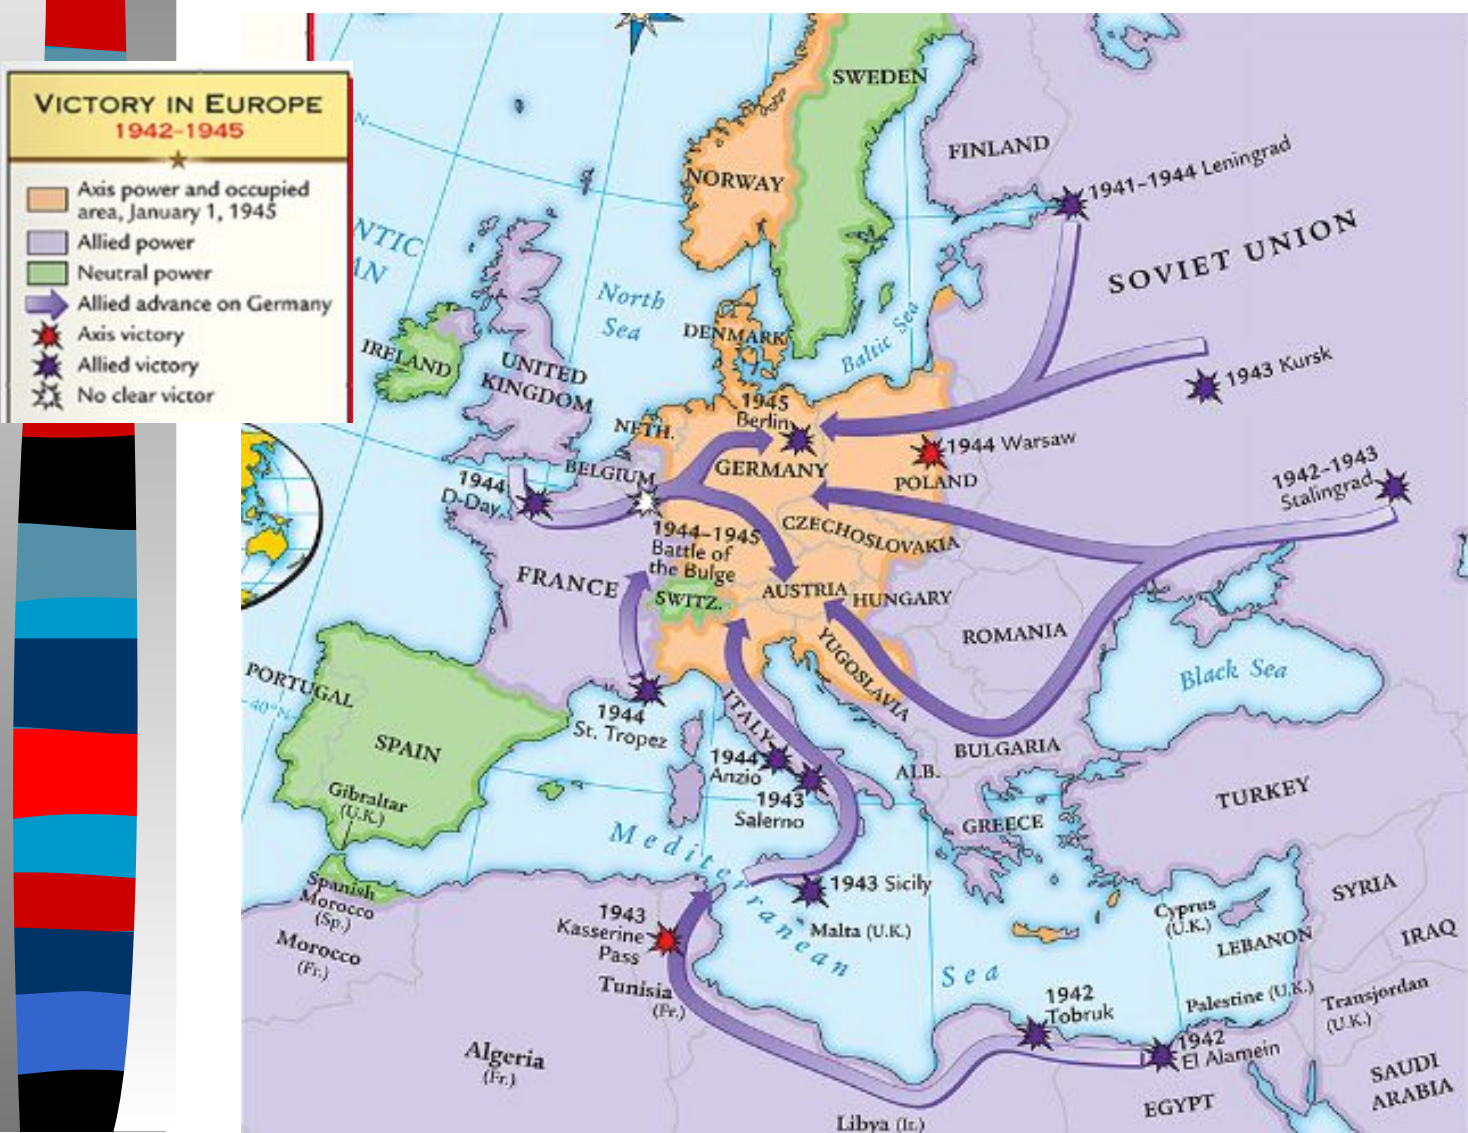 VICTORY IN EUROPE
1942–1945
Axis power and occupied
area, January 1, 1945
Allied power
Neutral power
Allied advance on Germany
Axis victory
Allied victory
No clear victor
N
NTIC
AN
SWEDEN
FINLAND
NORWAY
1941–1944 Leningrad
SOVIET UNION
North
Sea
DENMARK
Baltic Sea
IRELAND
UNITED
KINGDOM
1943 Kursk
1945
Berlin
NETH.
1944 Warsaw
BELGIUM
GERMANY
POLAND
1942–1943
Stalingrad
1944
D-Day
CZECHOSLOVAKIA
1944–1945
Battle of
the Bulge
FRANCE
SWITZ.
AUSTRIA
HUNGARY
ROMANIA
YUGOSLAVIA
Black Sea
PORTUGAL
40°N
SPAIN
1944
St. Tropez
ITALY
1944
Anzio
1943
Salerno
BULGARIA
ALB.
TURKEY
Gibraltar
(U.K.)
GREECE
Mediterranean
Sea
1943 Sicily
Malta (U.K.)
Spanish
Morocco
(Sp.)
Morocco
(Fr.)
1943
Kasserine
Pass
Tunisia
(Fr.)
Cyprus
(U.K.)
SYRIA
LEBANON
IRAQ
Palestine (U.K.)
Transjordan
(U.K.)
1942
Tobruk
1942
El Alamein
Algeria
(Fr.)
Libya (It.)
EGYPT
SAUDI
ARABIA